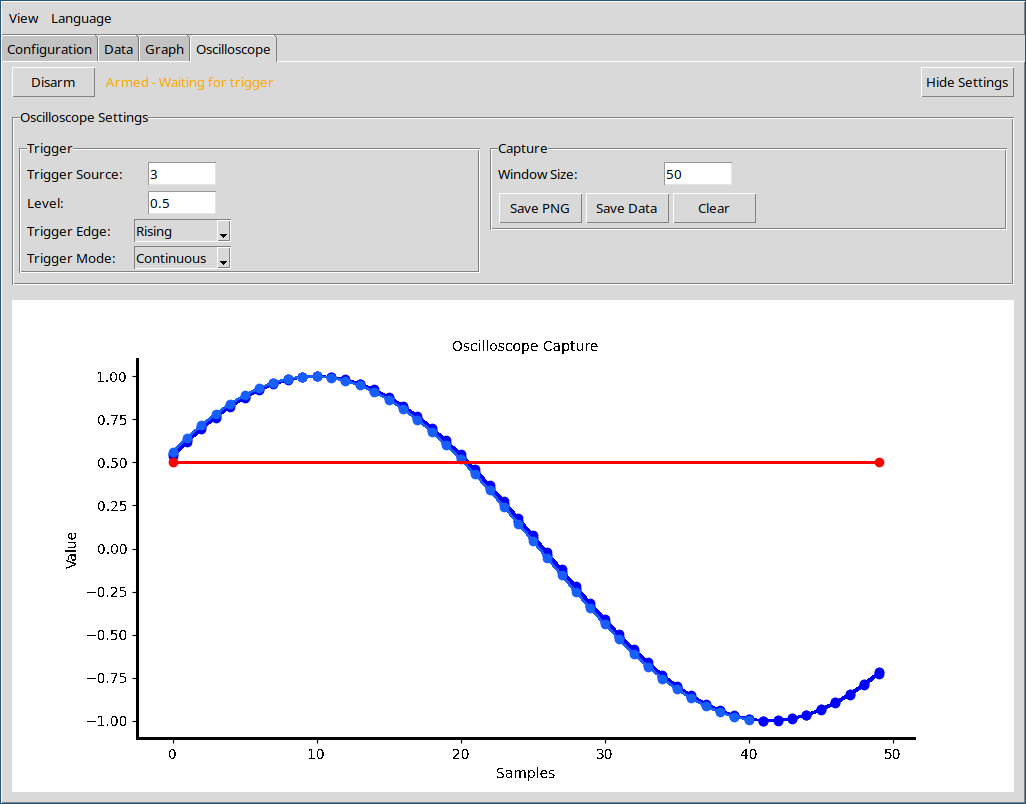 View Language
Configuration Data Graph Oscilloscope
Disarm Armed - Waiting for trigger Hide Settings
Oscilloscope Settings
Trigger
Trigger Source: 3
Level: 0.5
Trigger Edge: Rising
Trigger Mode: Continuous
Capture
Window Size: 50
Save PNG Save Data Clear
Oscilloscope Capture
1.00
0.75
0.50
0.25
0.00
−0.25
−0.50
−0.75
−1.00
Value
0 10 20 30 40 50
Samples